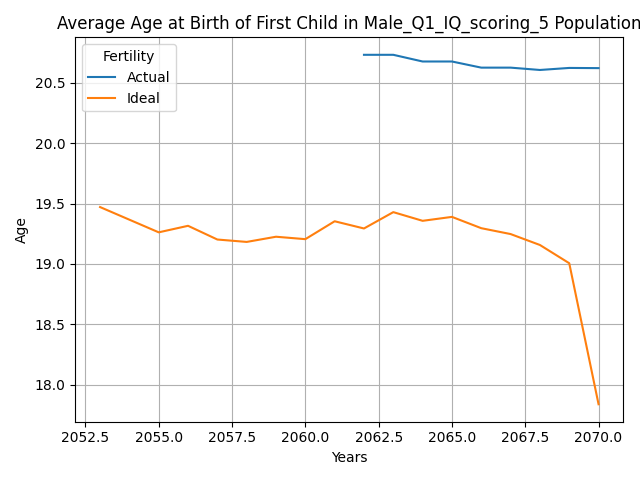 Average Age at Birth of First Child in Male_Q1_IQ_scoring_5 Population
Fertility
Actual
Ideal
20.5
20.0
19.5
19.0
18.5
18.0
Age
2052.5 2055.0 2057.5 2060.0 2062.5 2065.0 2067.5 2070.0
Years